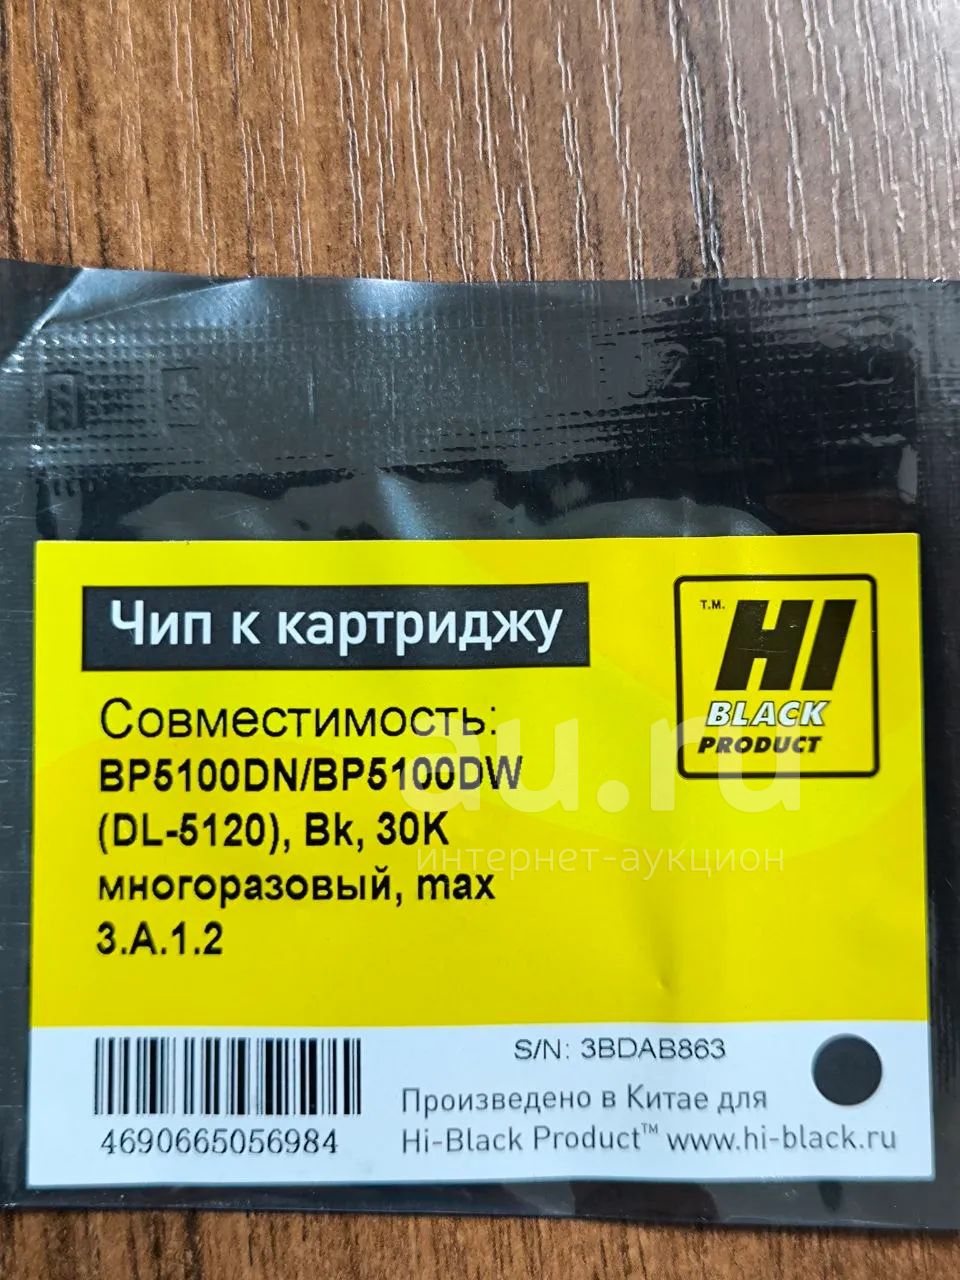 Чип к картриджу
T.M.
HI
BLACK
PRODUCT
Совместимость:
BP5100DN/BP5100DW
(DL-5120), Bk, 30K
многоразовый, max
3.A.1.2
au.ru
интернет-аукцион
S/N: 3BDAB863
Произведено в Китае для
Hi-Black Product™ www.hi-black.ru
4690665056984